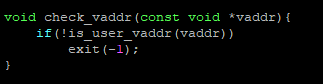 void check_vaddr(const void *vaddr){
    if(!is_user_vaddr(vaddr))
        exit(-1);
}